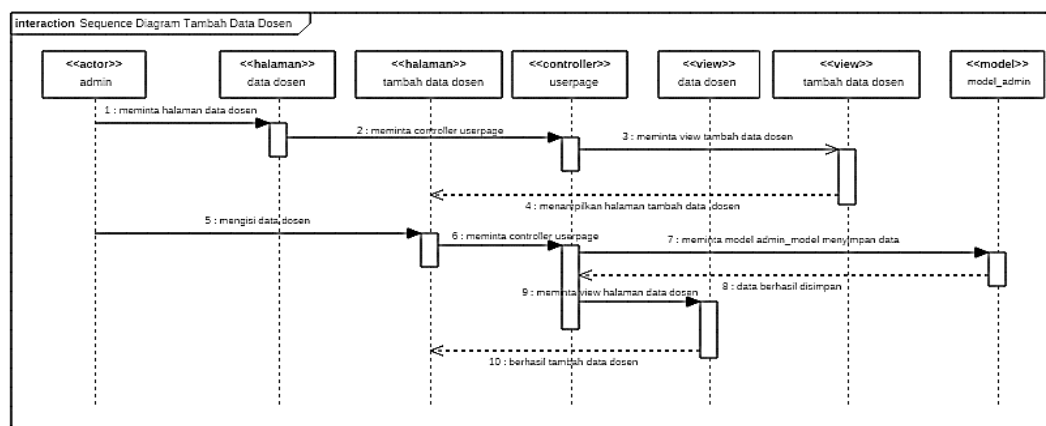 interaction Sequence Diagram Tambah Data Dosen
<<actor>>
admin
<<halaman>>
data dosen
<<halaman>>
tambah data dosen
<<controller>>
userpage
<<view>>
data dosen
<<view>>
tambah data dosen
<<model>>
model_admin
1 : meminta halaman data dosen
2 : meminta controller userpage
3 : meminta view tambah data dosen
4 : menampilkan halaman tambah data dosen
5 : mengisi data dosen
6 : meminta controller userpage
7 : meminta model admin_model menyimpan data
8 : data berhasil disimpan
9 : meminta view halaman data dosen
10 : berhasil tambah data dosen